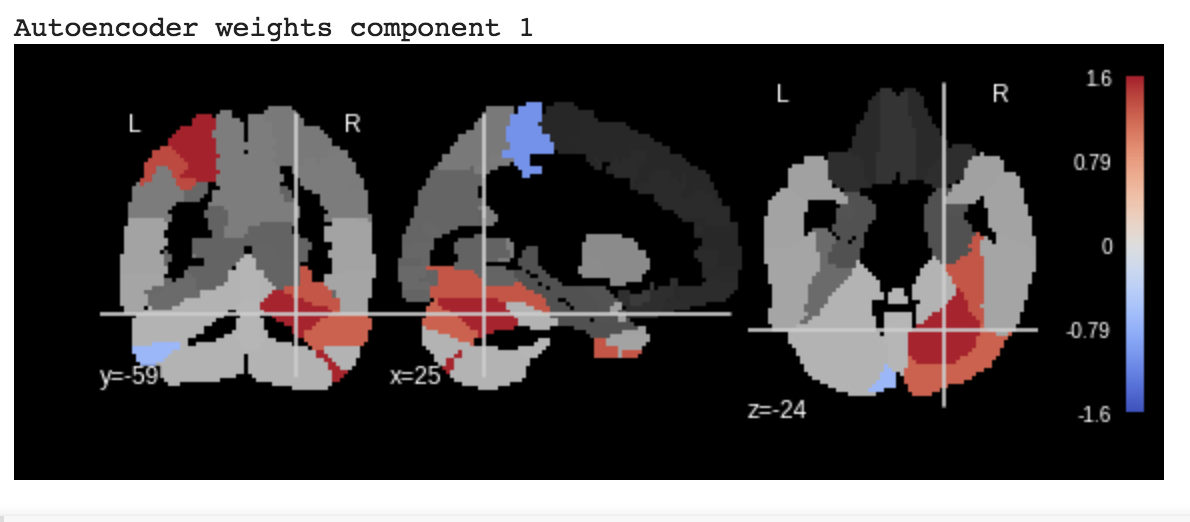 Autoencoder weights component 1
L R L R
1.6
0.79
0
-0.79
-1.6
y=-59 x=25 z=-24